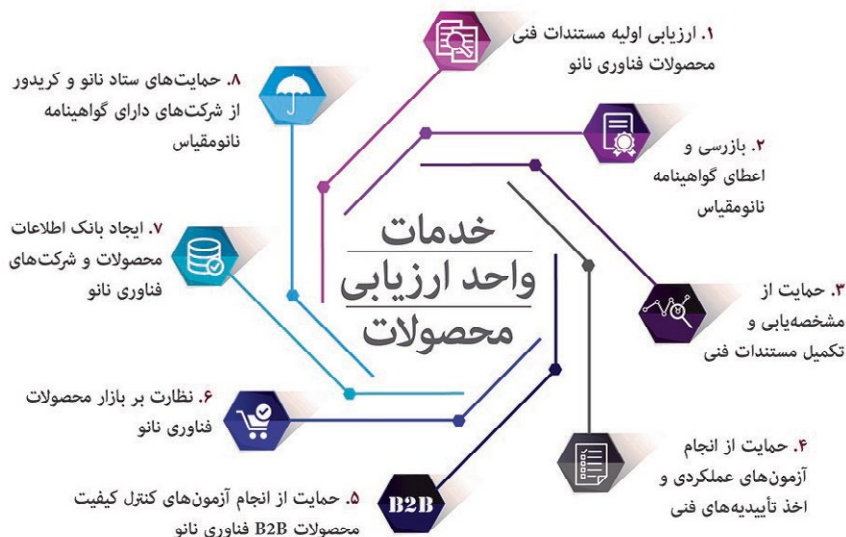 خدمات
واحد ارزیابی
محصولات
۱. ارزیابی اولیه مستندات فنی
محصولات فناوری نانو
۲. بازرسی و
اعطای گواهینامه
نانومقیاس
۳. حمایت از
مشخصه‌یابی و
تکمیل مستندات فنی
۴. حمایت از انجام
آزمون‌های عملکردی و
اخذ تأییدیه‌های فنی
B2B
۵. حمایت از انجام آزمون‌های کنترل کیفیت
محصولات B2B فناوری نانو
۶. نظارت بر بازار محصولات
فناوری نانو
۷. ایجاد بانک اطلاعات
محصولات و شرکت‌های
فناوری نانو
۸. حمایت‌های ستاد نانو و کریدور
از شرکت‌های دارای گواهینامه
نانومقیاس